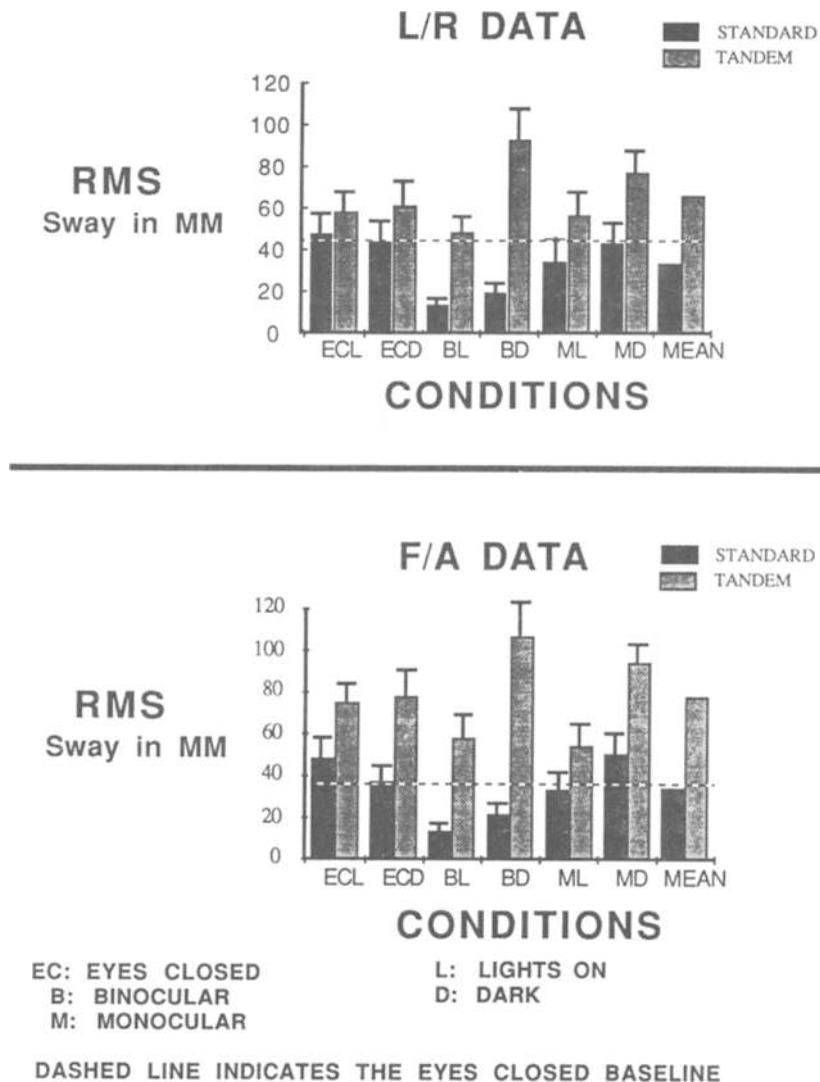 L/R DATA
STANDARD
TANDEM
RMS
Sway in MM
120
100
80
60
40
20
0
ECL ECD BL BD ML MD MEAN
CONDITIONS
F/A DATA
STANDARD
TANDEM
RMS
Sway in MM
120
100
80
60
40
20
0
ECL ECD BL BD ML MD MEAN
CONDITIONS
EC: EYES CLOSED
B: BINOCULAR
M: MONOCULAR
L: LIGHTS ON
D: DARK
DASHED LINE INDICATES THE EYES CLOSED BASELINE